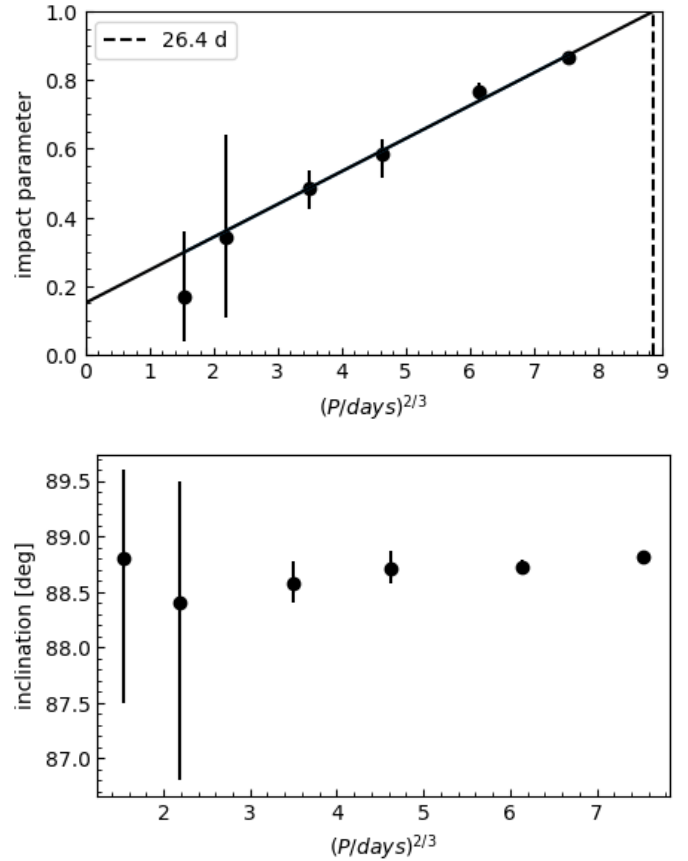 1.0
26.4 d
0.8
0.6
0.4
0.2
0.0
impact parameter
0 1 2 3 4 5 6 7 8 9
(P/days)^{2/3}
89.5
89.0
88.5
88.0
87.5
87.0
inclination [deg]
2 3 4 5 6 7
(P/days)^{2/3}